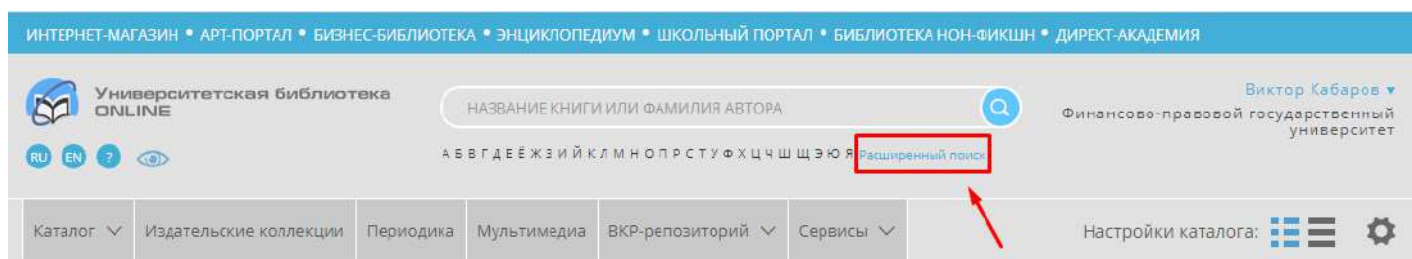 ИНТЕРНЕТ-МАГАЗИН • АРТ-ПОРТАЛ • БИЗНЕС-БИБЛИОТЕКА • ЭНЦИКЛОПЕДИУМ • ШКОЛЬНЫЙ ПОРТАЛ • БИБЛИОТЕКА НОН-ФИКШН • ДИРЕКТ-АКАДЕМИЯ
Университетская библиотека
ONLINE
НАЗВАНИЕ КНИГИ ИЛИ ФАМИЛИЯ АВТОРА
Виктор Кабаров ▾
Финансово-правовой государственный
университет
RU EN ?
А Б В Г Д Е Ё Ж З И Й К Л М Н О П Р С Т У Ф Х Ц Ч Ш Щ Э Ю Я Расширенный поиск
Каталог Издательские коллекции Периодика Мультимедиа ВКР-репозиторий Сервисы Настройки каталога: